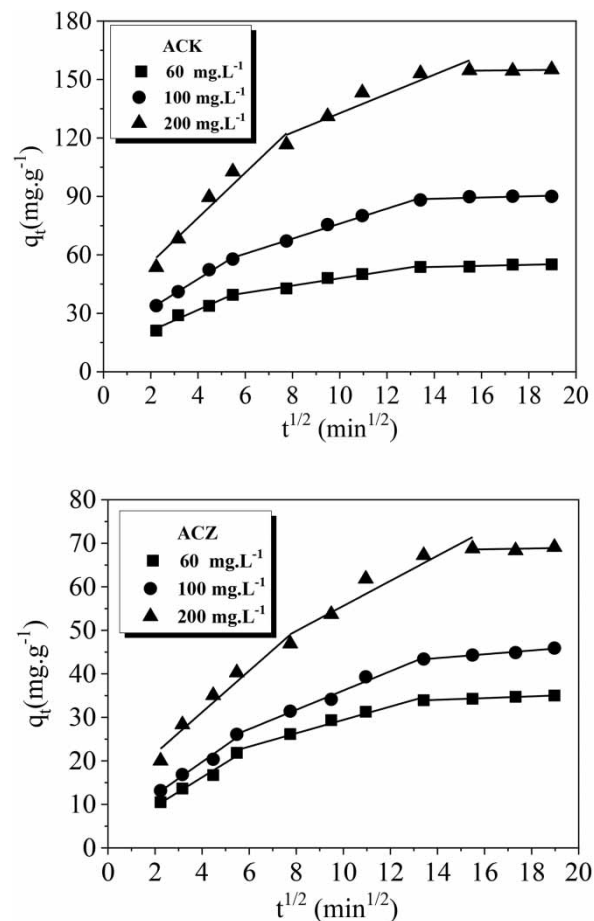 180
150
120
90
60
30
0
q_t(mg.g⁻¹)
ACK
60 mg.L⁻¹
100 mg.L⁻¹
200 mg.L⁻¹
0 2 4 6 8 10 12 14 16 18 20
t^{1/2} (min^{1/2})
80
70
60
50
40
30
20
10
0
q_t(mg.g⁻¹)
ACZ
60 mg.L⁻¹
100 mg.L⁻¹
200 mg.L⁻¹
0 2 4 6 8 10 12 14 16 18 20
t^{1/2} (min^{1/2})